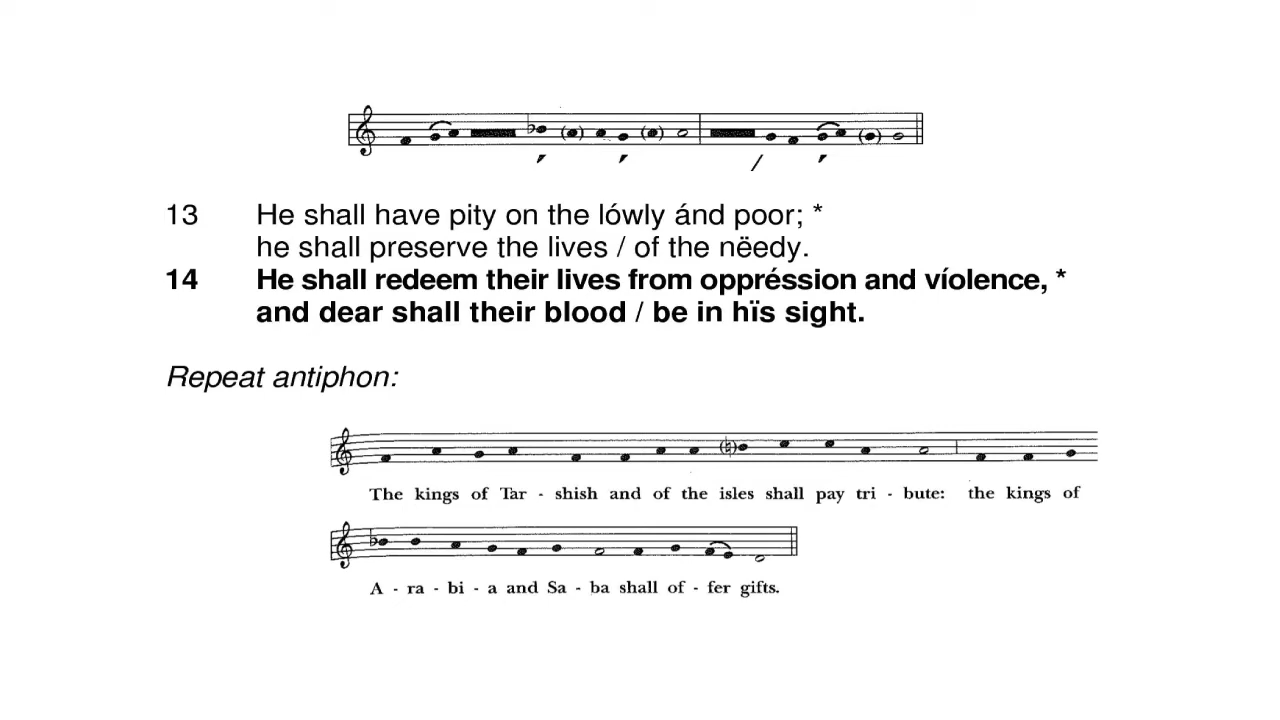 13 He shall have pity on the lówly ánd poor; *
he shall preserve the lives / of the nëedy.
14 He shall redeem their lives from oppréssion and víolence, *
and dear shall their blood / be in hïs sight.
Repeat antiphon:
The kings of Tar - shish and of the isles shall pay tri - bute: the kings of
A - ra - bi - a and Sa - ba shall of - fer gifts.